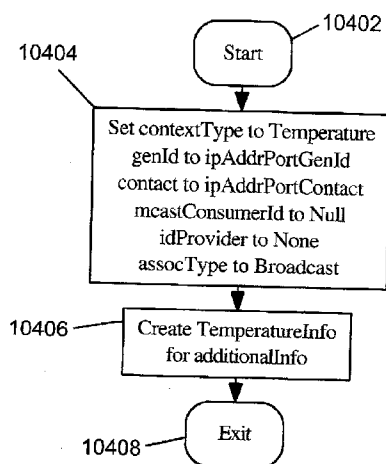 10402
Start
10404
Set contextType to Temperature
genId to ipAddrPortGenId
contact to ipAddrPortContact
mcastConsumerId to Null
idProvider to None
assocType to Broadcast
10406
Create TemperatureInfo
for additionalInfo
Exit
10408